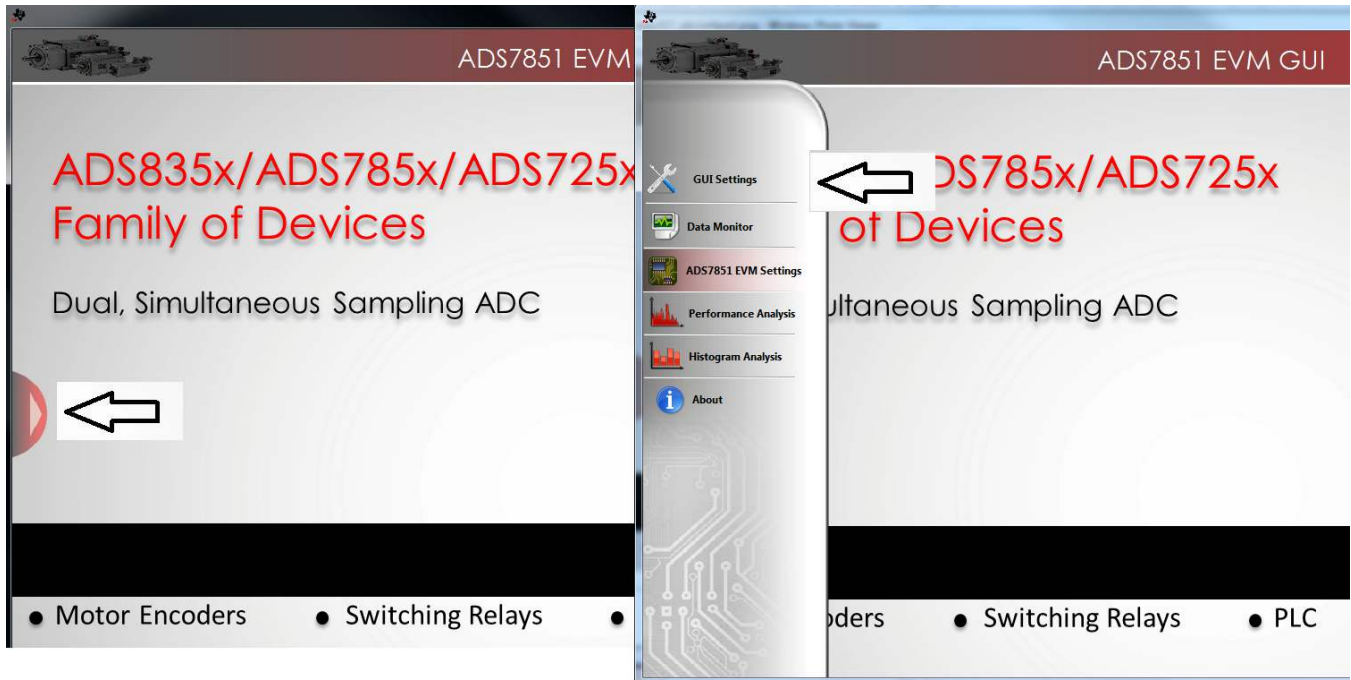 ADS7851 EVM
ADS835x/ADS785x/ADS725x
Family of Devices
Dual, Simultaneous Sampling ADC
● Motor Encoders ● Switching Relays ●
ADS7851 EVM GUI
GUI Settings
Data Monitor
ADS7851 EVM Settings
Performance Analysis
Histogram Analysis
About
DS785x/ADS725x
of Devices
ultaneous Sampling ADC
oders ● Switching Relays ● PLC